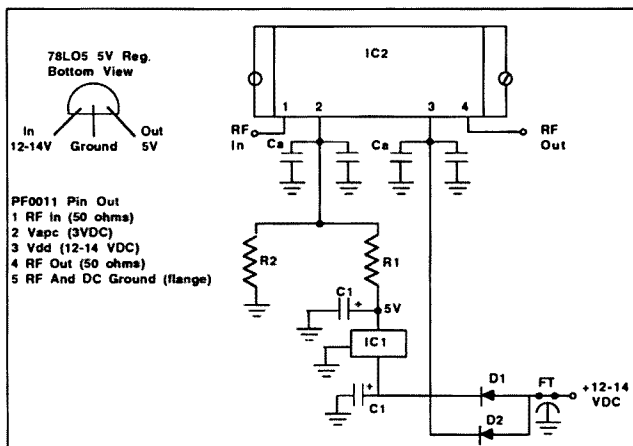 78LO5 5V Reg.
Bottom View
In
12-14V
Ground
Out
5V
IC2
1 2 3 4
RF
In
Ca
Ca
RF
Out
PF0011 Pin Out
1 RF In (50 ohms)
2 Vapc (3VDC)
3 Vdd (12-14 VDC)
4 RF Out (50 ohms)
5 RF And DC Ground (flange)
R2
R1
C1
+
5V
IC1
+
C1
D1
FT
+12-14
VDC
D2